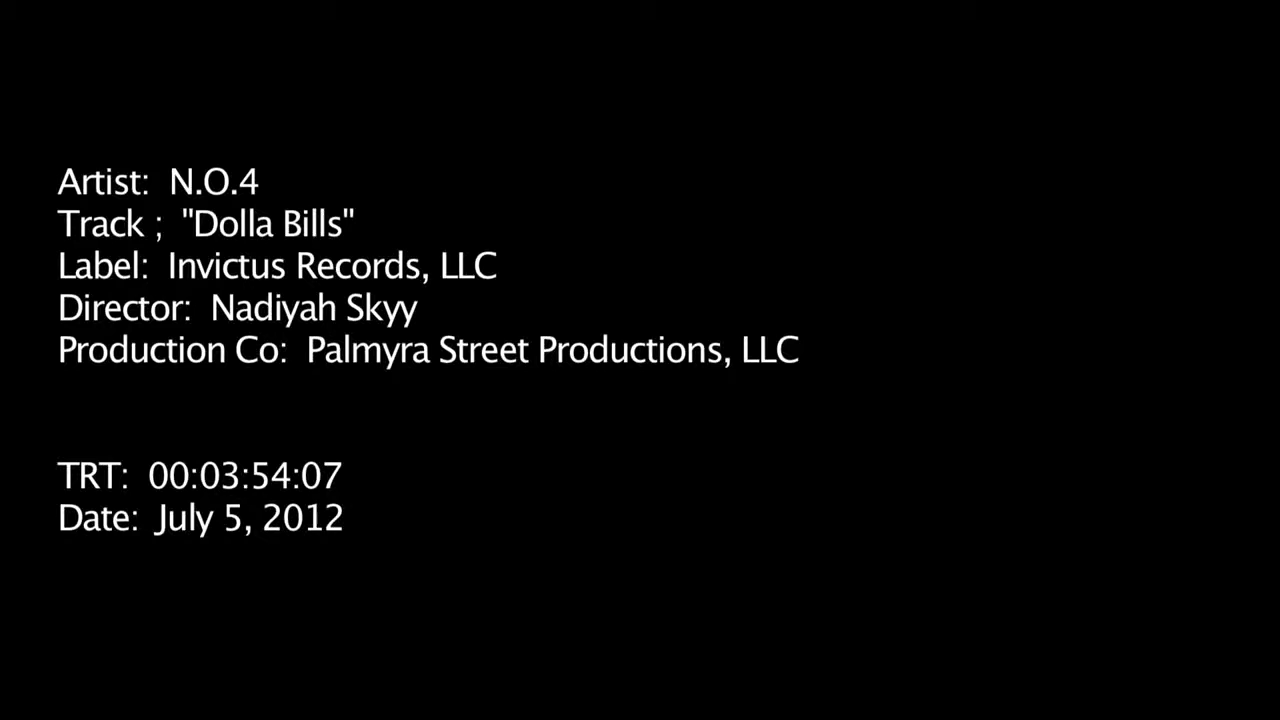 Artist:  N.O.4
Track ;  "Dolla Bills"
Label:  Invictus Records, LLC
Director:  Nadiyah Skyy
Production Co:  Palmyra Street Productions, LLC
TRT:  00:03:54:07
Date:  July 5, 2012